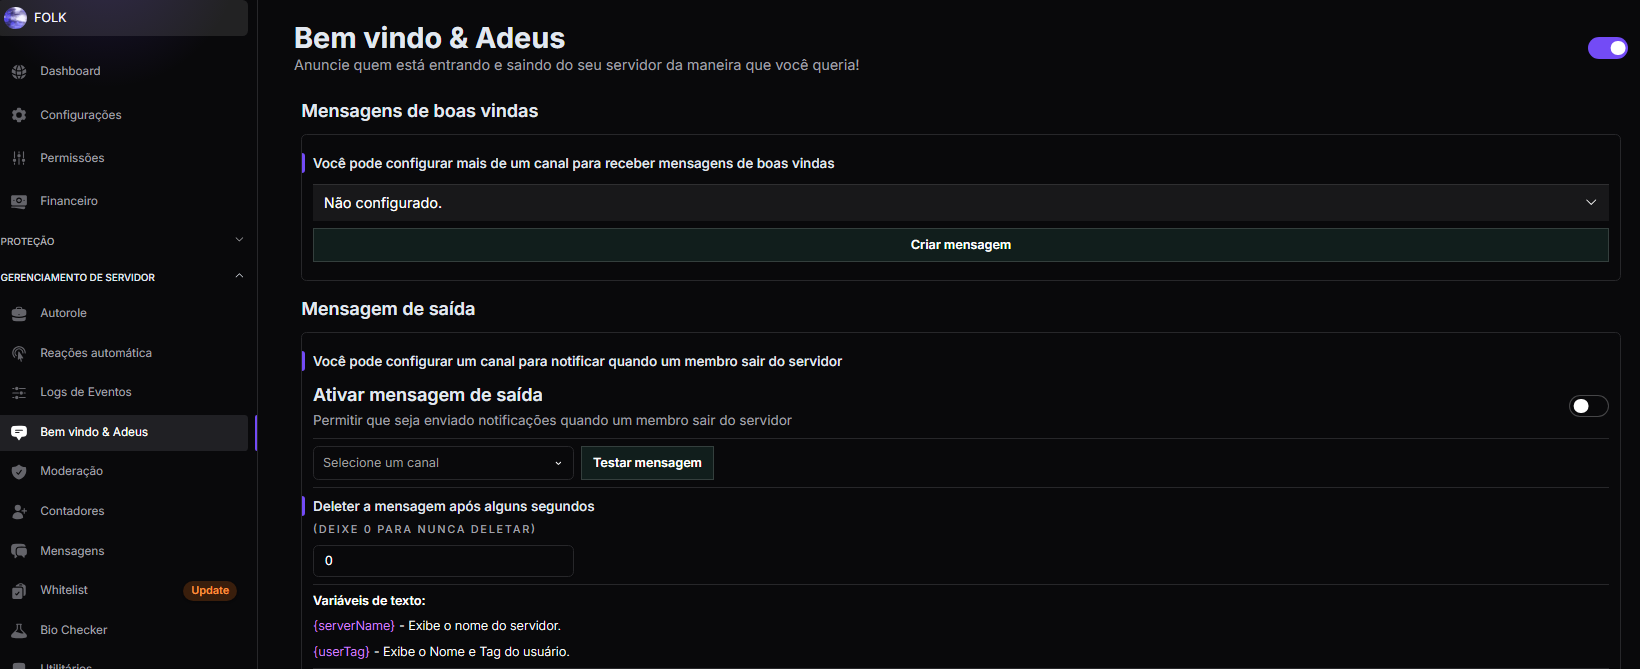 FOLK
Dashboard
Configurações
Permissões
Financeiro
PROTEÇÃO
GERENCIAMENTO DE SERVIDOR
Autorole
Reações automática
Logs de Eventos
Bem vindo & Adeus
Moderação
Contadores
Mensagens
Whitelist Update
Bio Checker
Utilitários
Bem vindo & Adeus
Anuncie quem está entrando e saindo do seu servidor da maneira que você queria!
Mensagens de boas vindas
Você pode configurar mais de um canal para receber mensagens de boas vindas
Não configurado.
Criar mensagem
Mensagem de saída
Você pode configurar um canal para notificar quando um membro sair do servidor
Ativar mensagem de saída
Permitir que seja enviado notificações quando um membro sair do servidor
Selecione um canal
Testar mensagem
Deleter a mensagem após alguns segundos
(DEIXE 0 PARA NUNCA DELETAR)
0
Variáveis de texto:
{serverName} - Exibe o nome do servidor.
{userTag} - Exibe o Nome e Tag do usuário.